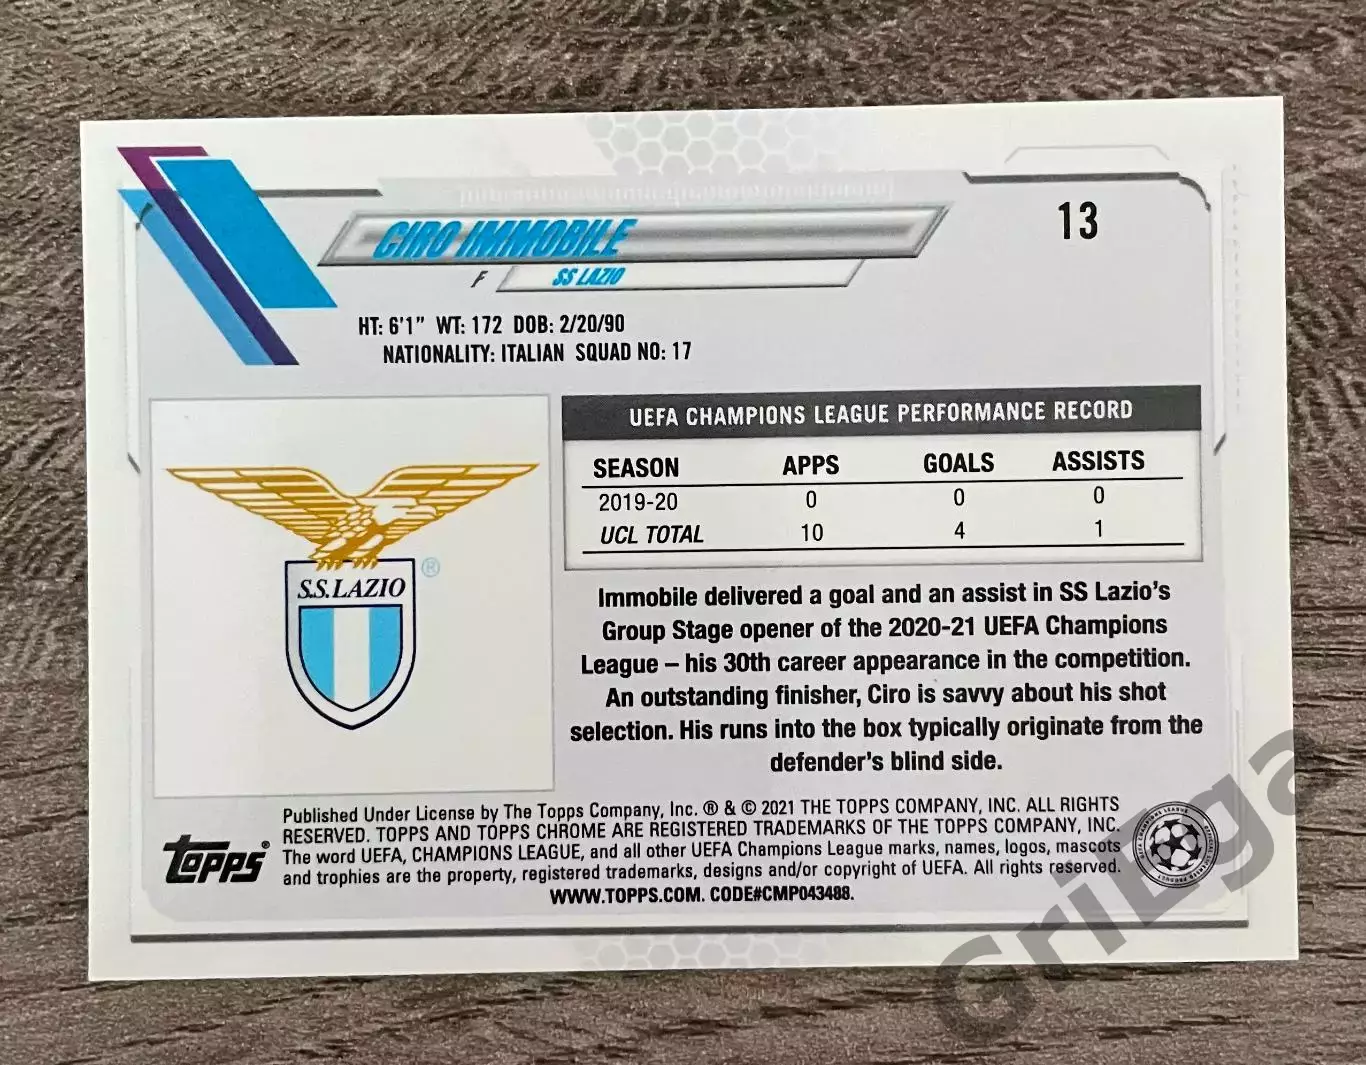 13
CIRO IMMOBILE
F SS LAZIO
HT: 6'1" WT: 172 DOB: 2/20/90
NATIONALITY: ITALIAN SQUAD NO: 17
UEFA CHAMPIONS LEAGUE PERFORMANCE RECORD
SEASON APPS GOALS ASSISTS
2019-20 0 0 0
UCL TOTAL 10 4 1
S.S.LAZIO ®
Immobile delivered a goal and an assist in SS Lazio's
Group Stage opener of the 2020-21 UEFA Champions
League – his 30th career appearance in the competition.
An outstanding finisher, Ciro is savvy about his shot
selection. His runs into the box typically originate from the
defender's blind side.
Published Under License by The Topps Company, Inc. ® & © 2021 THE TOPPS COMPANY, INC. ALL RIGHTS
RESERVED. TOPPS AND TOPPS CHROME ARE REGISTERED TRADEMARKS OF THE TOPPS COMPANY, INC.
The word UEFA, CHAMPIONS LEAGUE, and all other UEFA Champions League marks, names, logos, mascots
and trophies are the property, registered trademarks, designs and/or copyright of UEFA. All rights reserved.
WWW.TOPPS.COM. CODE#CMP043488.
TOPPS®
GriEga